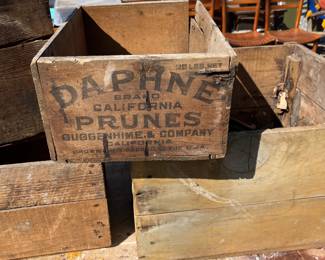 25 LBS. NET
DAPHNE
BRAND
CALIFORNIA
PRUNES
GUGGENHIME & COMPANY
CALIFORNIA